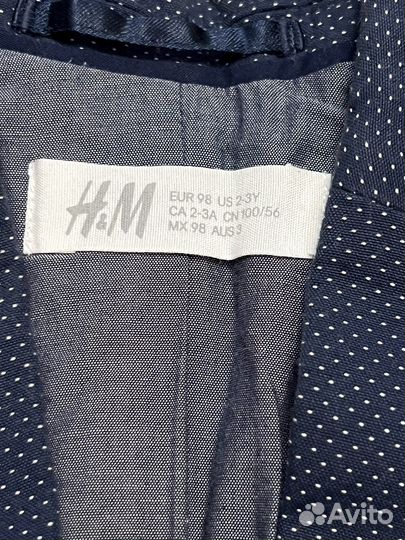 H&M
EUR 98 US 2-3Y
CA 2-3A CN 100/56
MX 98 AUS 3
Avito